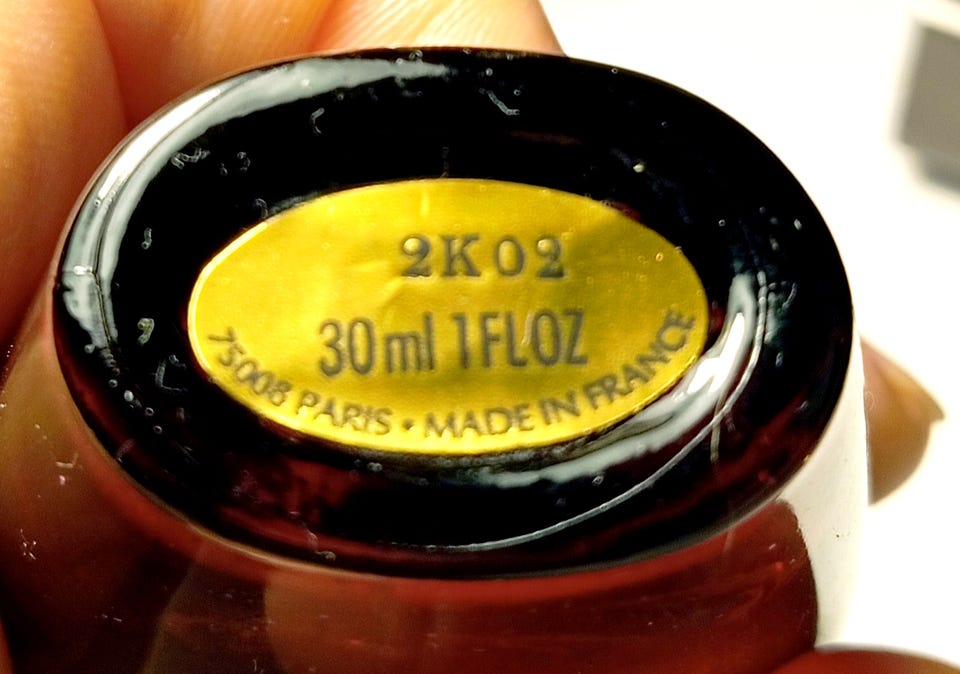 2K02
30ml 1FLOZ
75008 PARIS • MADE IN FRANCE